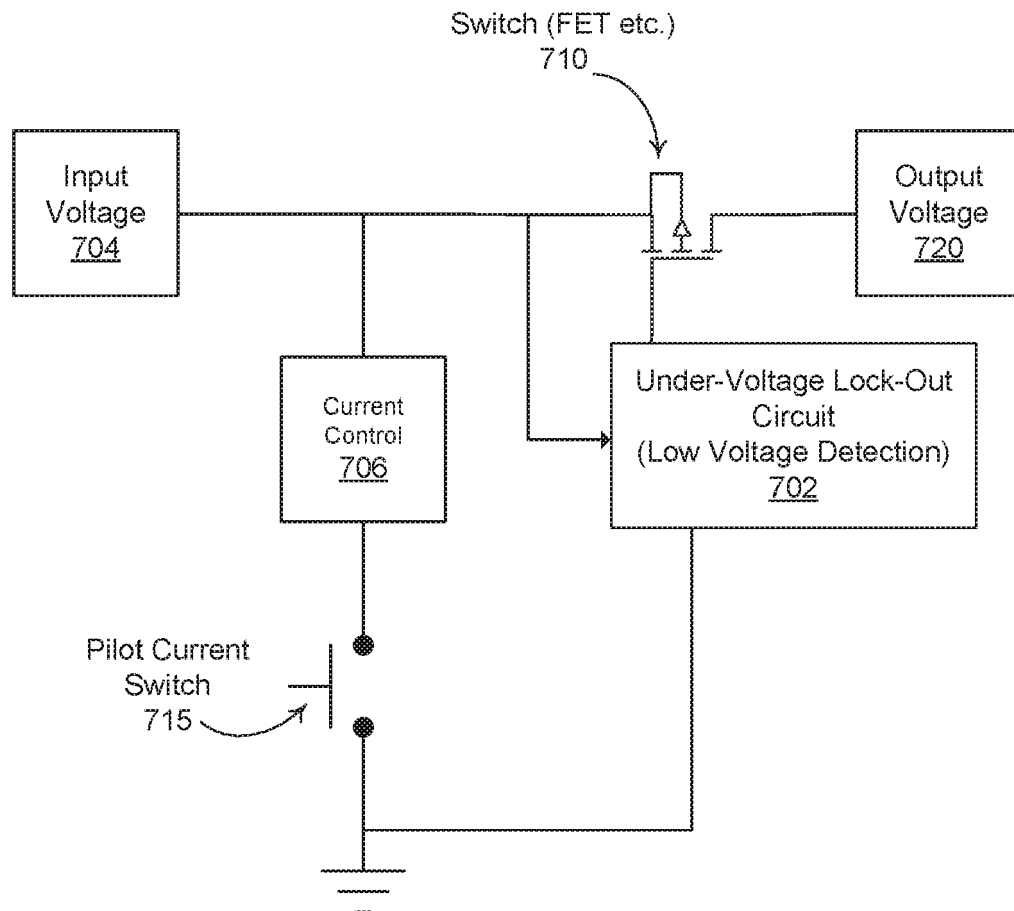 Switch (FET etc.)
710
Input
Voltage
704
Output
Voltage
720
Current
Control
706
Under-Voltage Lock-Out
Circuit
(Low Voltage Detection)
702
Pilot Current
Switch
715